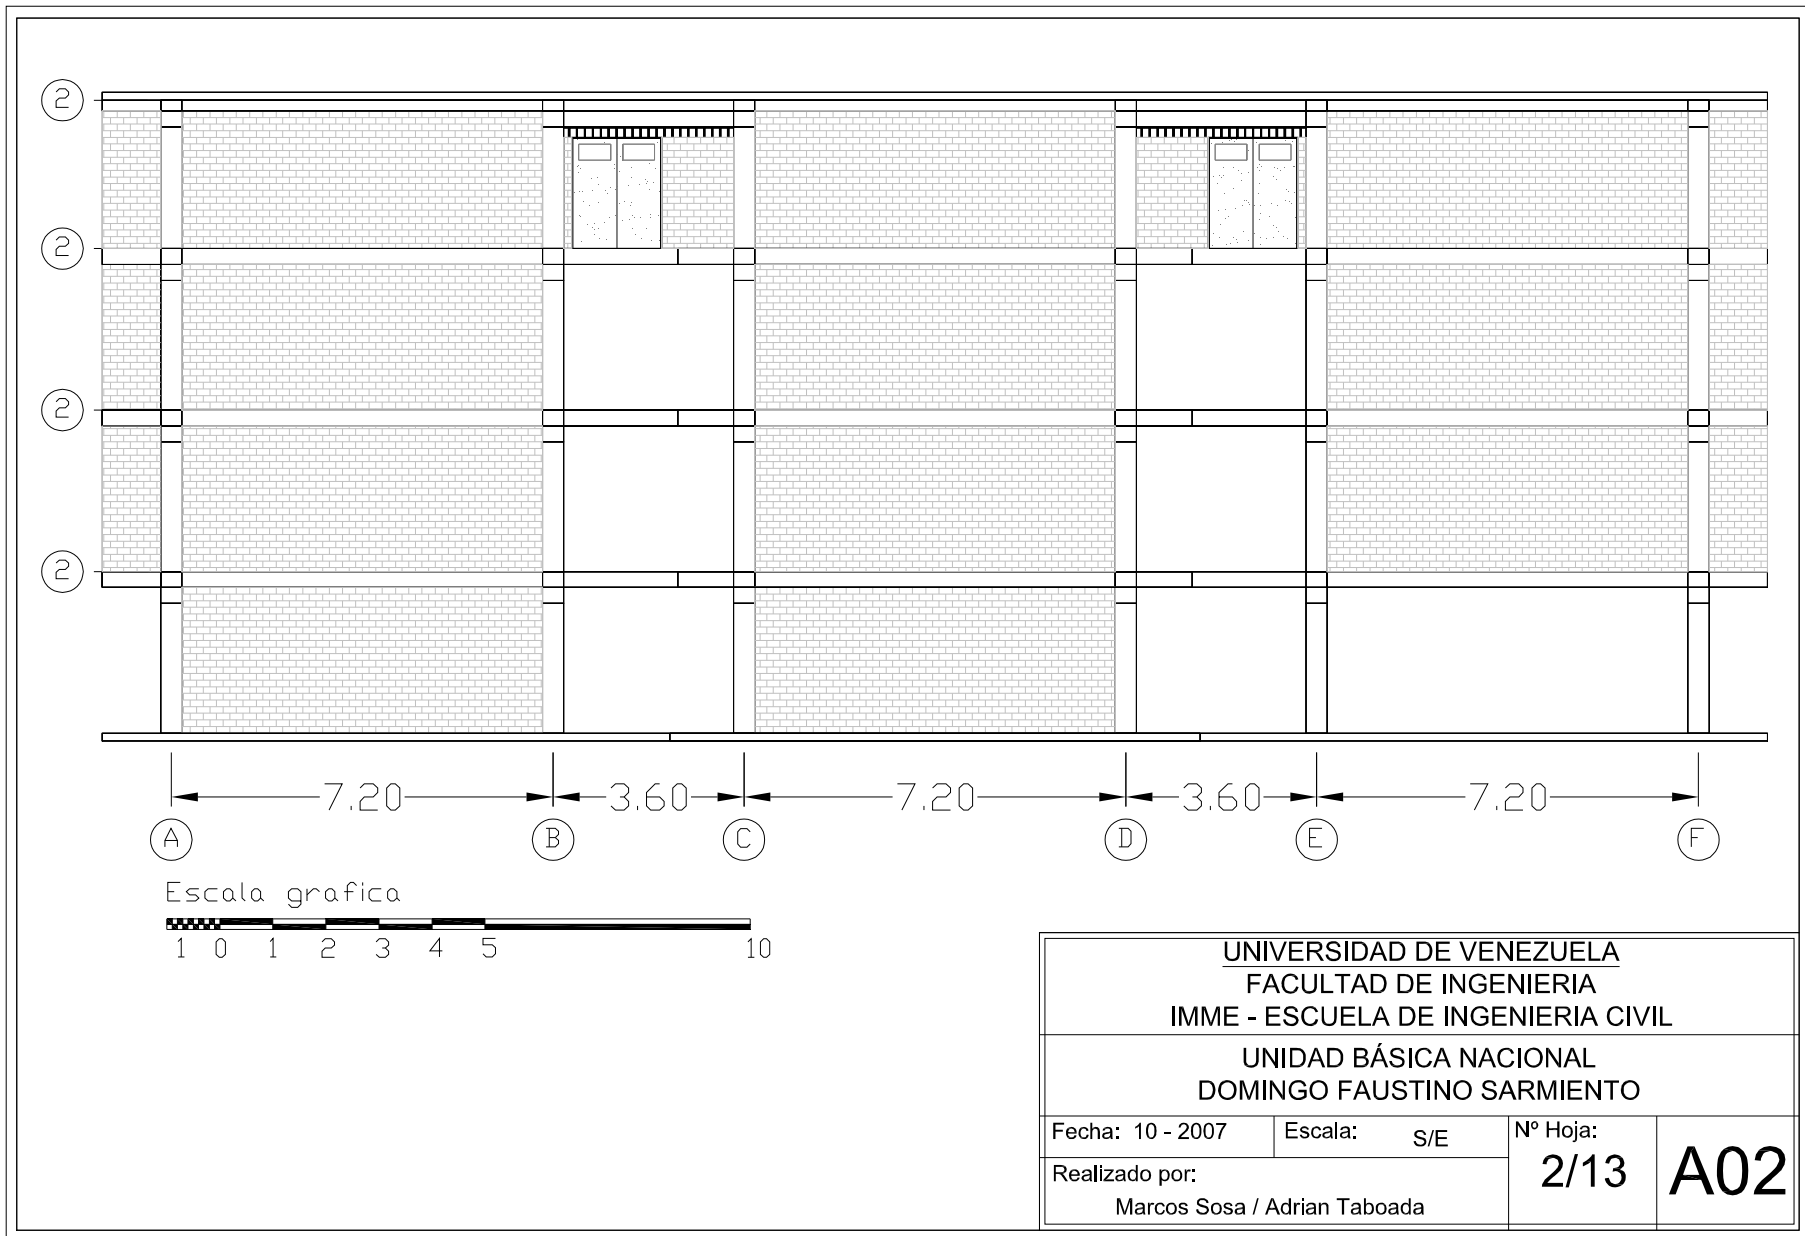 2
2
2
2
7.20 3.60 7.20 3.60 7.20
A B C D E F
Escala grafica
1 0 1 2 3 4 5 10
UNIVERSIDAD DE VENEZUELA
FACULTAD DE INGENIERIA
IMME - ESCUELA DE INGENIERIA CIVIL
UNIDAD BÁSICA NACIONAL
DOMINGO FAUSTINO SARMIENTO
Fecha: 10 - 2007 Escala: S/E Nº Hoja:
2/13 A02
Realizado por:
Marcos Sosa / Adrian Taboada